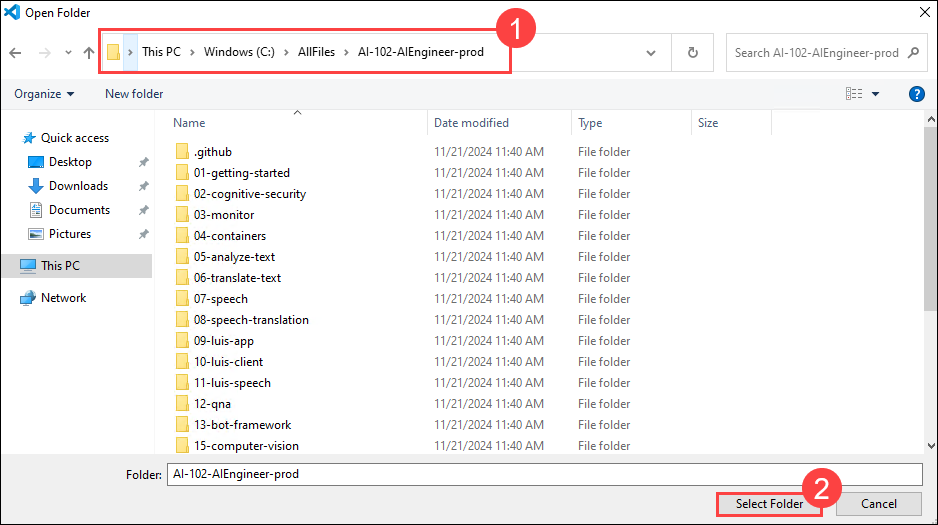 Open Folder
1
This PC > Windows (C:) > AllFiles > AI-102-AIEngineer-prod
Search AI-102-AIEngineer-prod
Organize New folder
?
Name Date modified Type Size
Quick access
Desktop
Downloads
Documents
Pictures
This PC
Network
.github 11/21/2024 11:40 AM File folder
01-getting-started 11/21/2024 11:40 AM File folder
02-cognitive-security 11/21/2024 11:40 AM File folder
03-monitor 11/21/2024 11:40 AM File folder
04-containers 11/21/2024 11:40 AM File folder
05-analyze-text 11/21/2024 11:40 AM File folder
06-translate-text 11/21/2024 11:40 AM File folder
07-speech 11/21/2024 11:40 AM File folder
08-speech-translation 11/21/2024 11:40 AM File folder
09-luis-app 11/21/2024 11:40 AM File folder
10-luis-client 11/21/2024 11:40 AM File folder
11-luis-speech 11/21/2024 11:40 AM File folder
12-qna 11/21/2024 11:40 AM File folder
13-bot-framework 11/21/2024 11:40 AM File folder
15-computer-vision 11/21/2024 11:40 AM File folder
Folder: AI-102-AIEngineer-prod
2
Select Folder Cancel